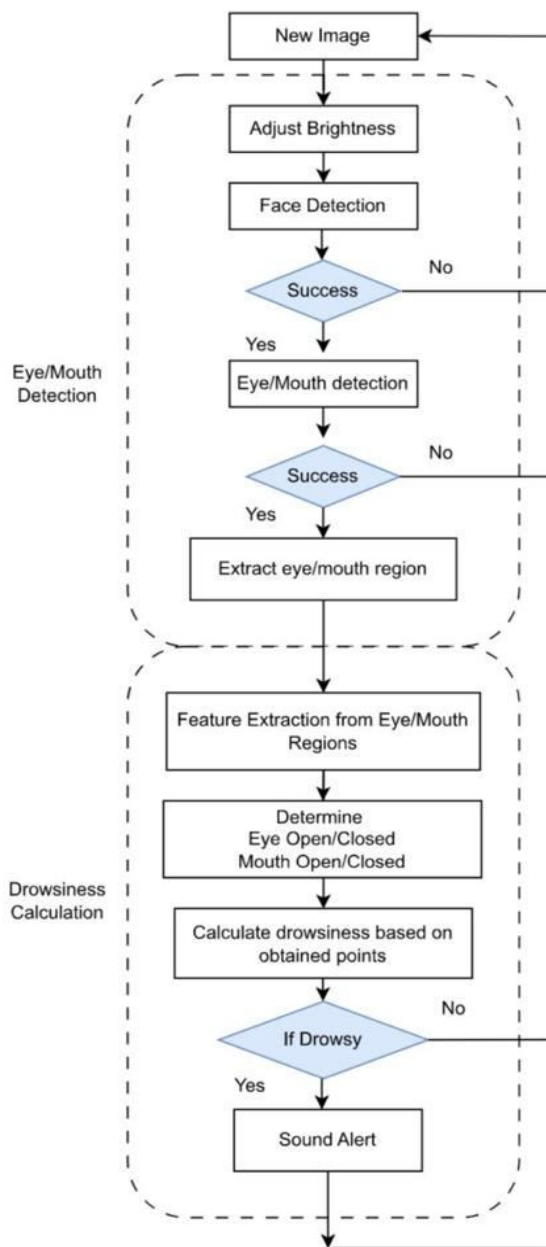 New Image
Adjust Brightness
Face Detection
No
Success
Yes
Eye/Mouth
Detection
Eye/Mouth detection
No
Success
Yes
Extract eye/mouth region
Feature Extraction from Eye/Mouth
Regions
Determine
Eye Open/Closed
Mouth Open/Closed
Drowsiness
Calculation
Calculate drowsiness based on
obtained points
No
If Drowsy
Yes
Sound Alert